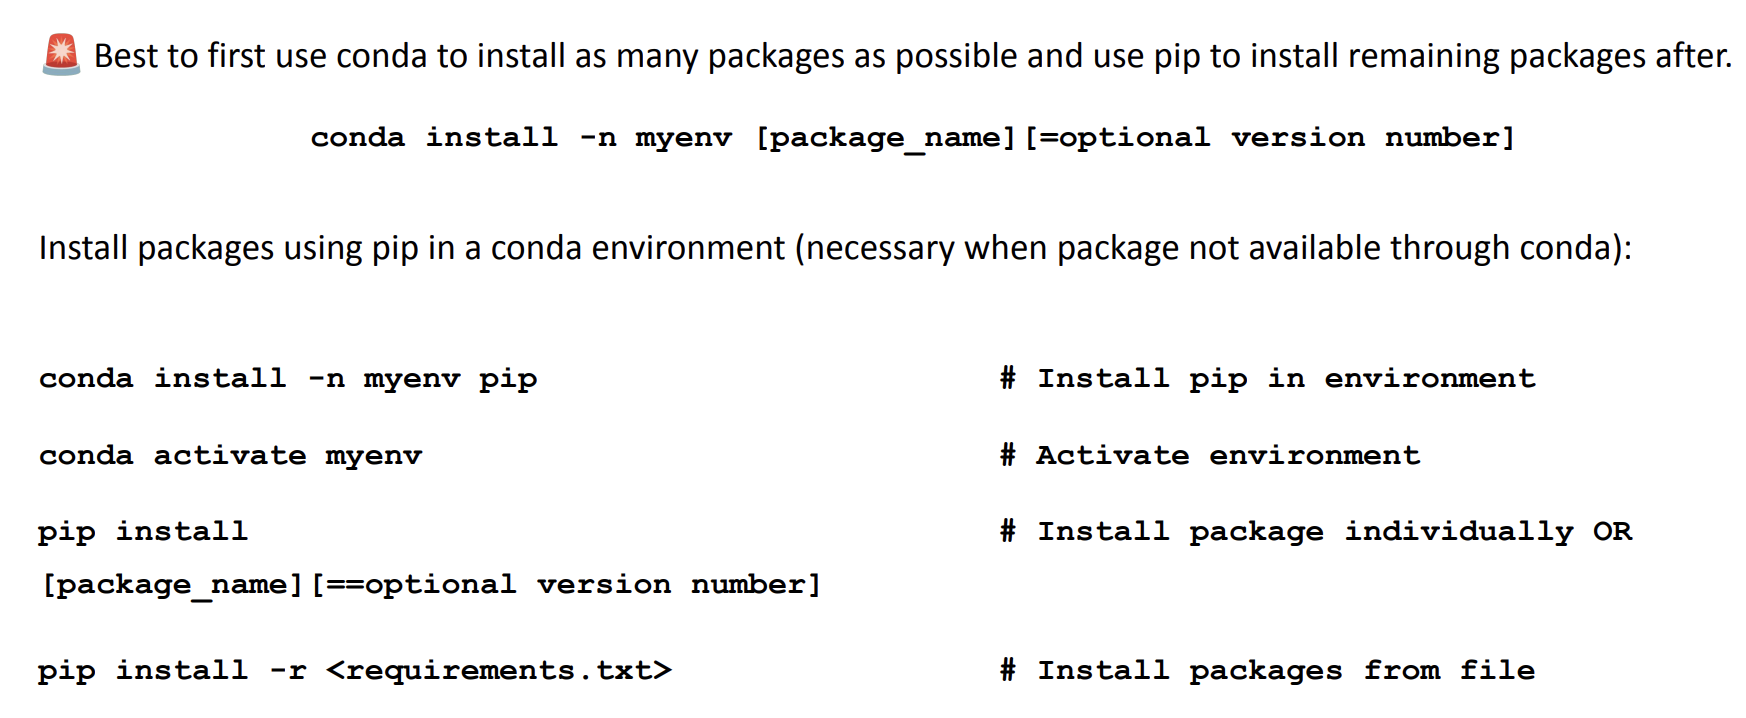 🚨 Best to first use conda to install as many packages as possible and use pip to install remaining packages after.
conda install -n myenv [package_name][=optional version number]
Install packages using pip in a conda environment (necessary when package not available through conda):
conda install -n myenv pip # Install pip in environment
conda activate myenv # Activate environment
pip install # Install package individually OR
[package_name][==optional version number]
pip install -r <requirements.txt> # Install packages from file